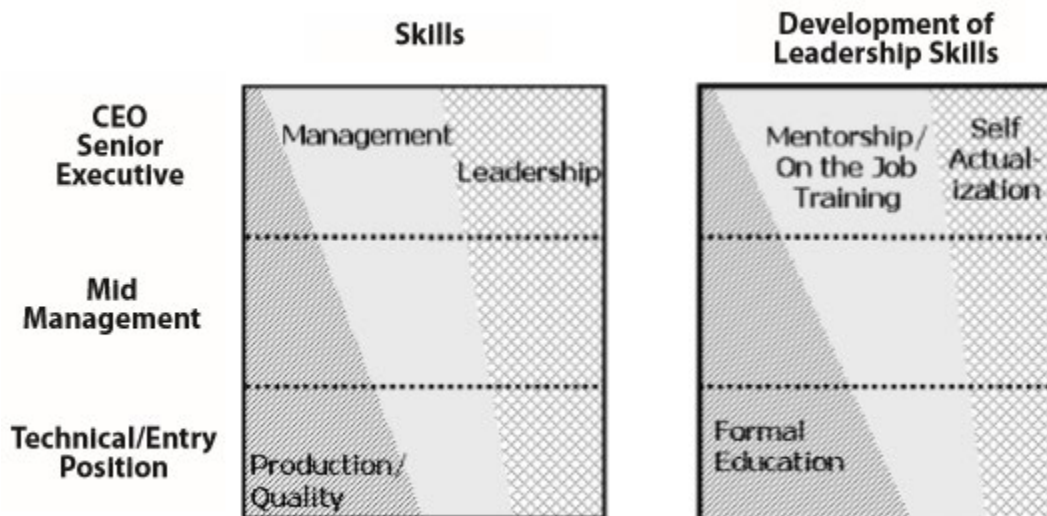 Skills
Development of
Leadership Skills
CEO
Senior
Executive
Management
Leadership
Mentorship/
On the Job
Training
Self
Actual-
ization
Mid
Management
Technical/Entry
Position
Production/
Quality
Formal
Education